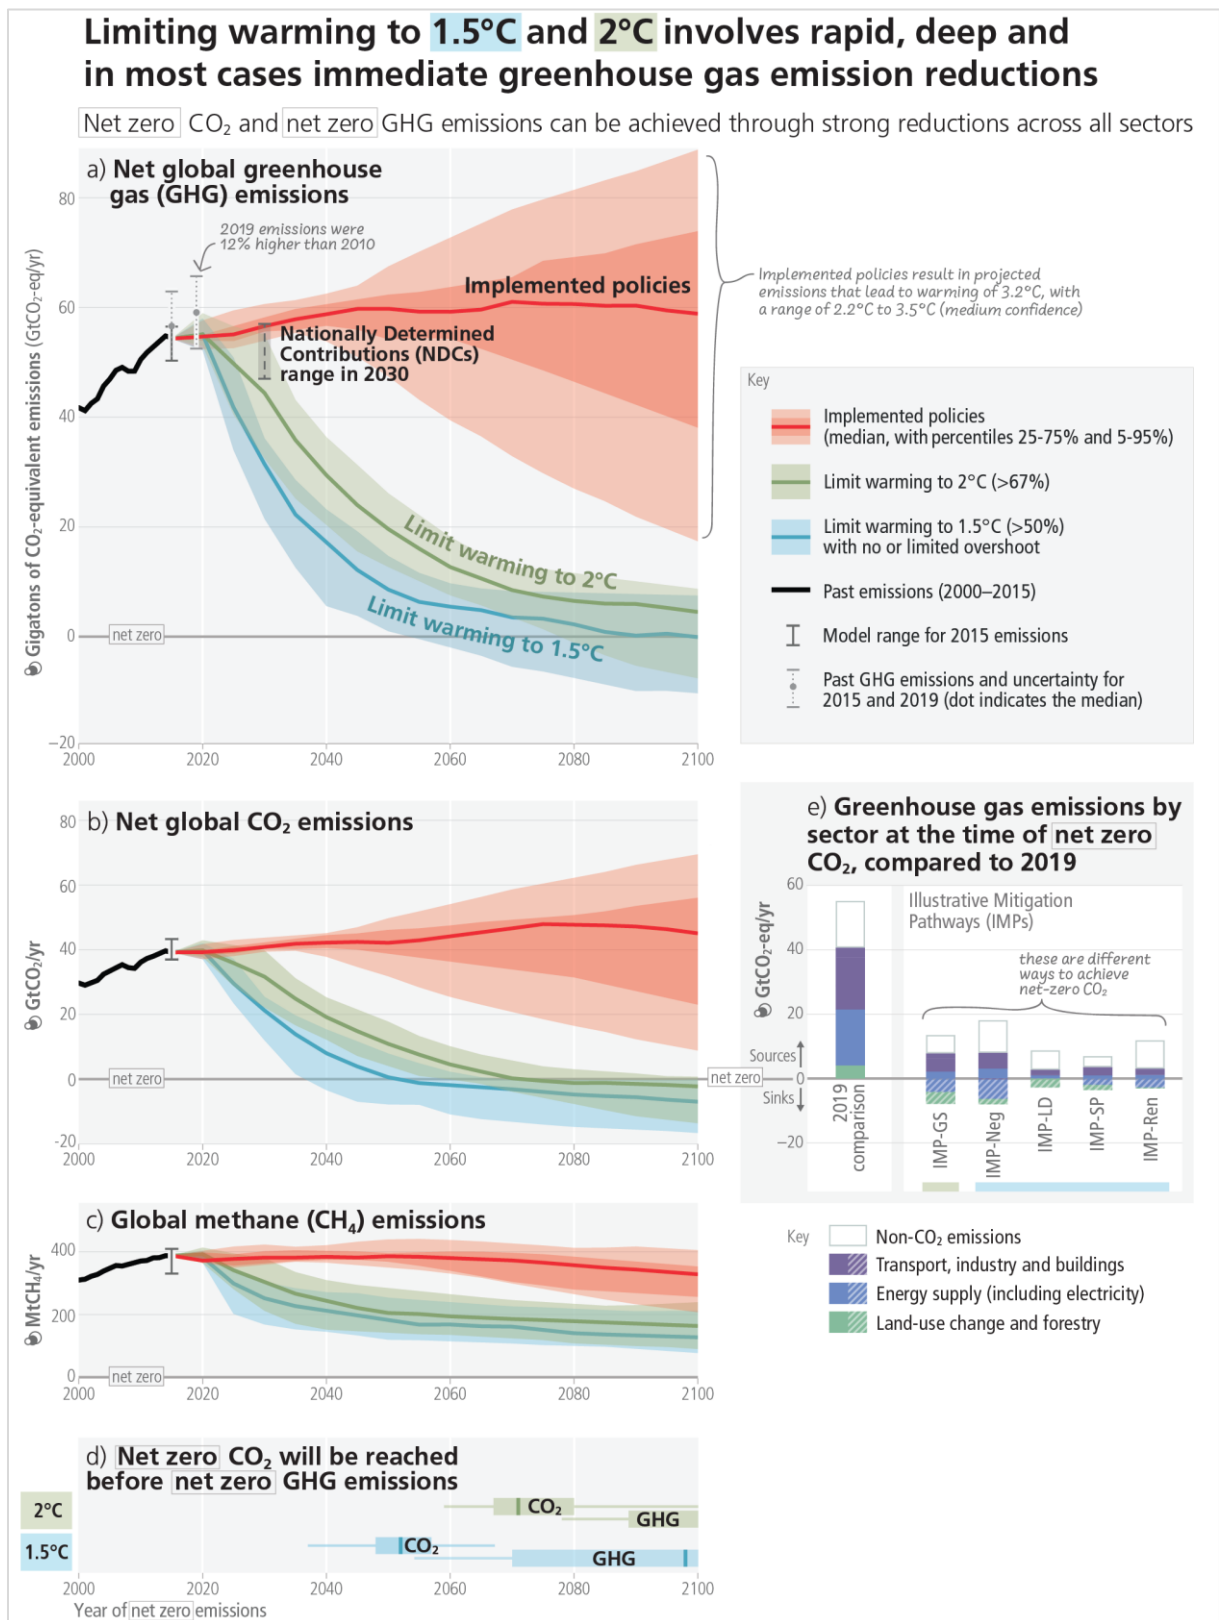 Limiting warming to 1.5°C and 2°C involves rapid, deep and
in most cases immediate greenhouse gas emission reductions
Net zero CO₂ and net zero GHG emissions can be achieved through strong reductions across all sectors
a) Net global greenhouse
gas (GHG) emissions
2019 emissions were
12% higher than 2010
Gigatons of CO₂-equivalent emissions (GtCO₂-eq/yr)
80
60
40
20
0
−20
net zero
Implemented policies
Nationally Determined
Contributions (NDCs)
range in 2030
Limit warming to 2°C
Limit warming to 1.5°C
2000
2020
2040
2060
2080
2100
Implemented policies result in projected
emissions that lead to warming of 3.2°C, with
a range of 2.2°C to 3.5°C (medium confidence)
Key
Implemented policies
(median, with percentiles 25-75% and 5-95%)
Limit warming to 2°C (>67%)
Limit warming to 1.5°C (>50%)
with no or limited overshoot
Past emissions (2000–2015)
Model range for 2015 emissions
Past GHG emissions and uncertainty for
2015 and 2019 (dot indicates the median)
b) Net global CO₂ emissions
GtCO₂/yr
80
60
40
20
0
-20
net zero
2000
2020
2040
2060
2080
2100
c) Global methane (CH₄) emissions
MtCH₄/yr
400
200
0
net zero
2000
2020
2040
2060
2080
2100
d) Net zero CO₂ will be reached
before net zero GHG emissions
2°C
CO₂
GHG
1.5°C
CO₂
GHG
2000
2020
2040
2060
2080
2100
Year of net zero emissions
e) Greenhouse gas emissions by
sector at the time of net zero
CO₂, compared to 2019
GtCO₂-eq/yr
60
40
20
0
−20
Illustrative Mitigation
Pathways (IMPs)
these are different
ways to achieve
net-zero CO₂
Sources
net zero
Sinks
2019
comparison
IMP-GS
IMP-Neg
IMP-LD
IMP-SP
IMP-Ren
Key
Non-CO₂ emissions
Transport, industry and buildings
Energy supply (including electricity)
Land-use change and forestry